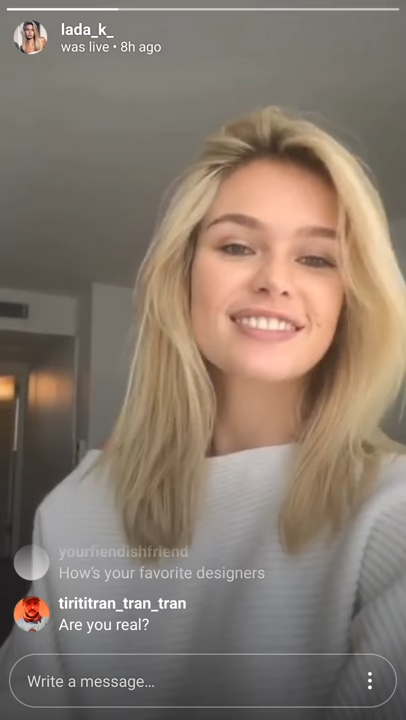 lada_k_
was live • 8h ago
yourfiendishfriend
How's your favorite designers
tirititran_tran_tran
Are you real?
Write a message...